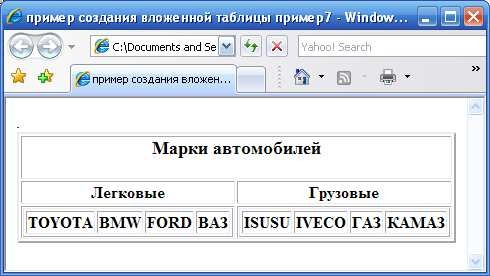 пример создания вложенной таблицы пример7 - Window...
C:\Documents and Se
Yahoo! Search
пример создания вложен...
»
.
Марки автомобилей
Легковые Грузовые
TOYOTA BMW FORD ВАЗ ISUSU IVECO ГАЗ КАМАЗ